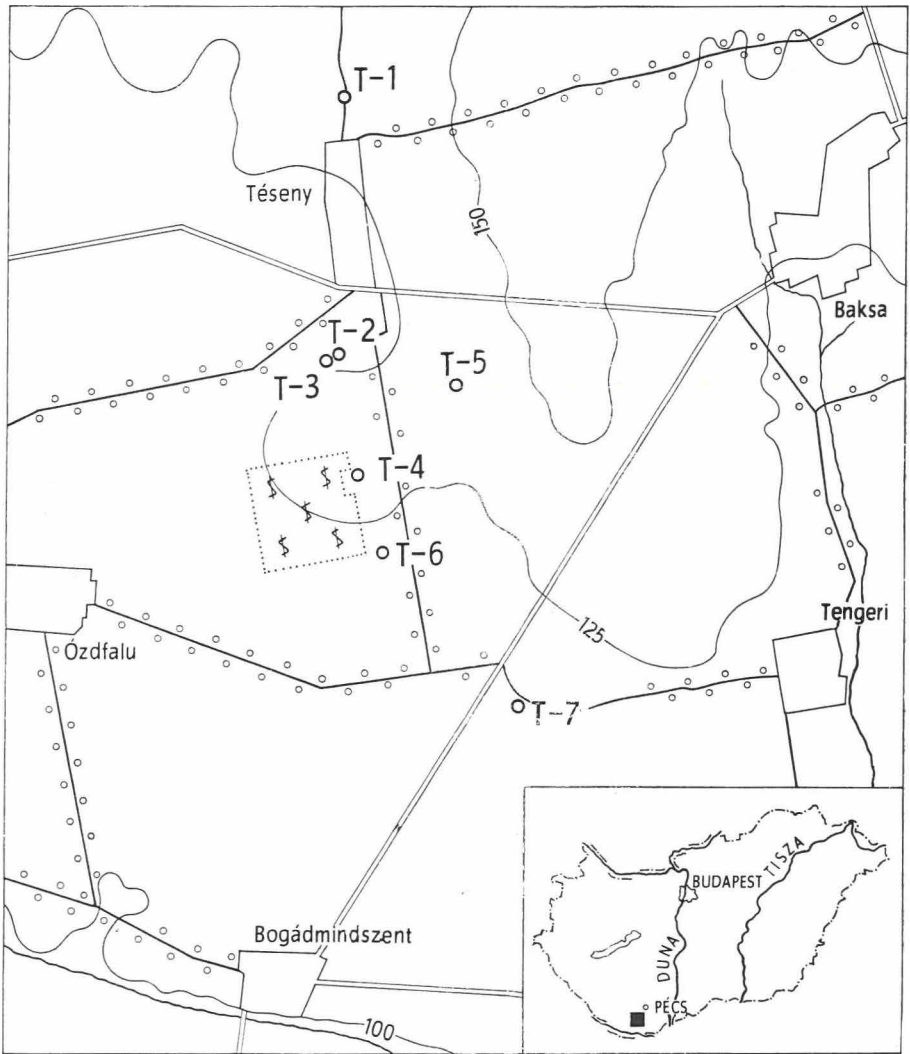 T-1
Téseny
150
Baksa
T-2
T-3
T-5
T-4
T-6
Tengeri
125
Ózdfalu
T-7
Bogádmindszent
100
BUDAPEST
TISZA
DUNA
PÉCS